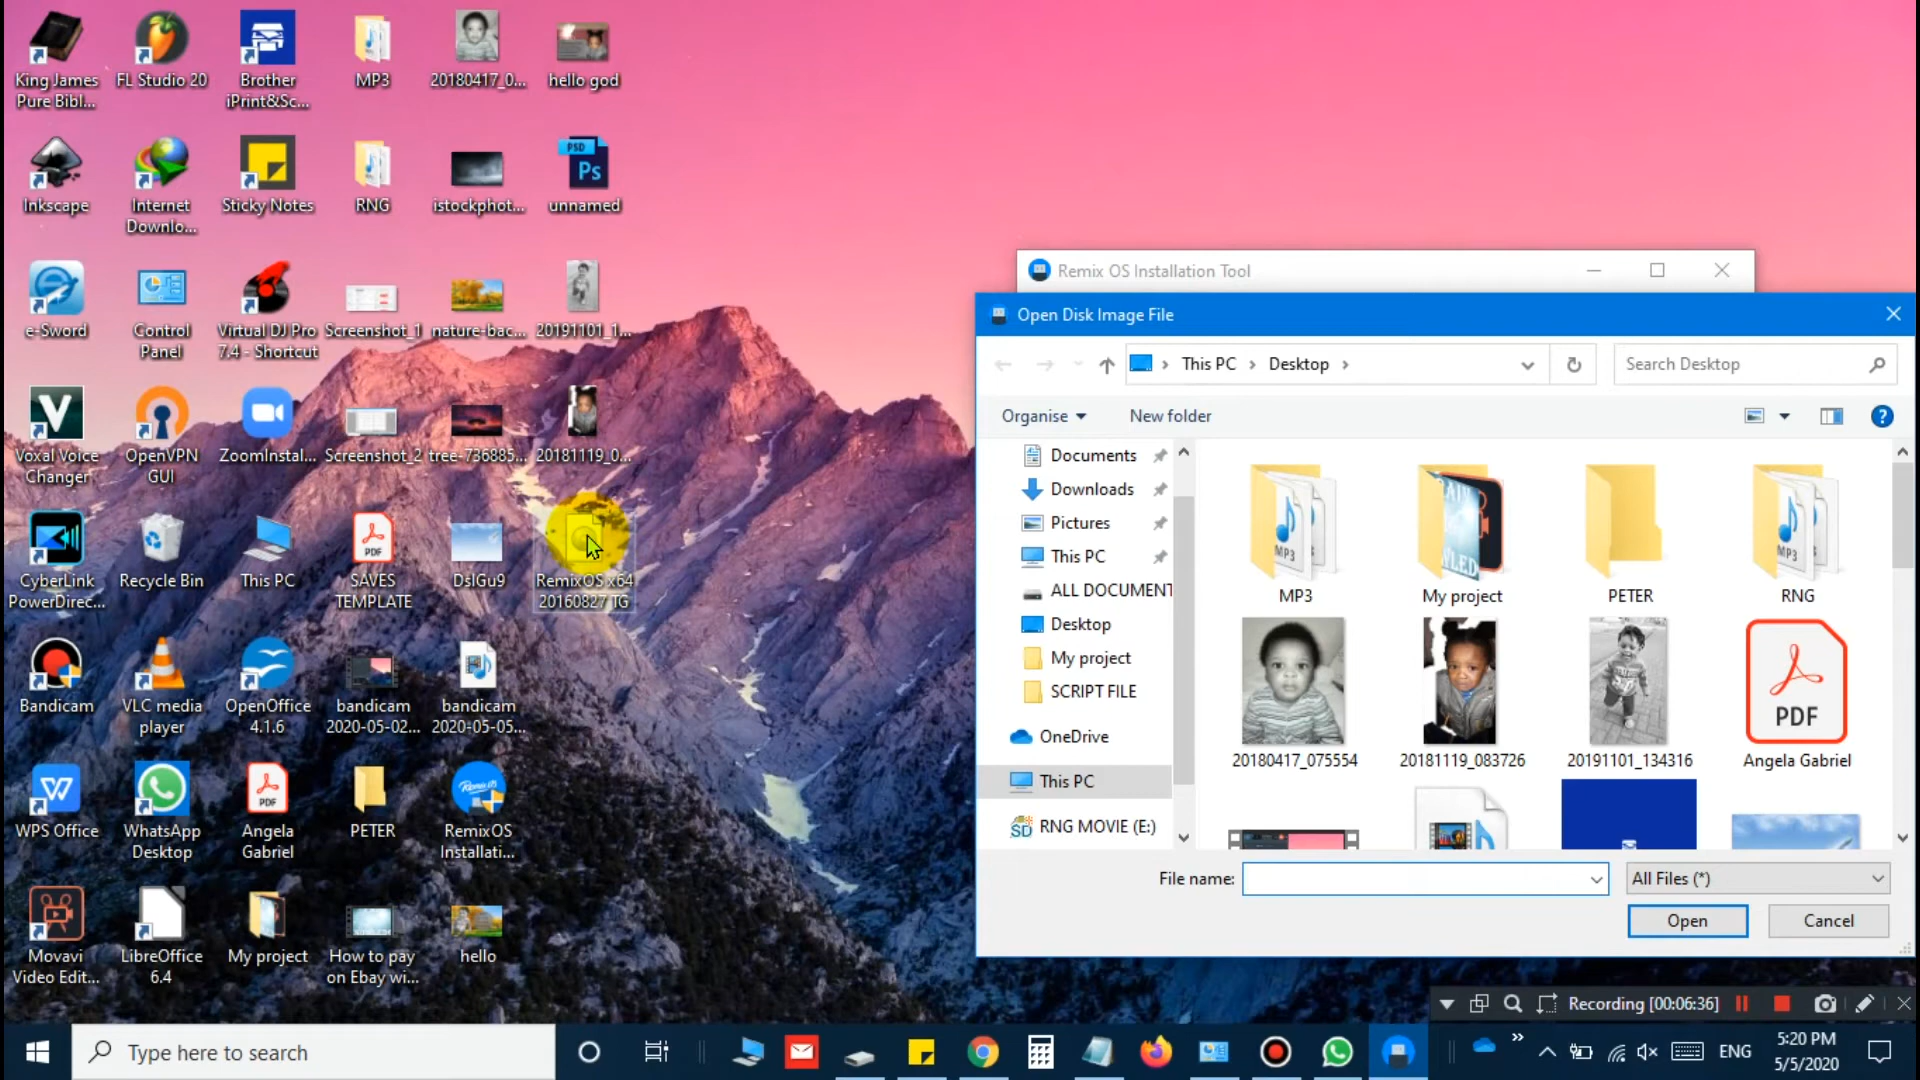 King James
Pure Bibl...
FL Studio 20
Brother
iPrint&Sc...
MP3
20180417_0...
hello god
Inkscape
Internet
Downlo...
Sticky Notes
RNG
istockphot...
PSD
Ps
unnamed
e-Sword
Control
Panel
Virtual DJ Pro
7.4 - Shortcut
Screenshot_1
nature-bac...
20191101_1...
Voxal Voice
Changer
OpenVPN
GUI
ZoomInstal...
Screenshot_2
tree-736885...
20181119_0...
CyberLink
PowerDirec...
Recycle Bin
This PC
PDF
SAVES
TEMPLATE
DslGu9
RemixOS x64
20160827 TG
Bandicam
VLC media
player
OpenOffice
4.1.6
bandicam
2020-05-02...
bandicam
2020-05-05...
WPS Office
WhatsApp
Desktop
PDF
Angela
Gabriel
PETER
RemixOS
Installati...
Movavi
Video Edit...
LibreOffice
6.4
My project
How to pay
on Ebay wi...
hello
Remix OS Installation Tool
Open Disk Image File
This PC
Desktop
Search Desktop
Organise
New folder
Documents
Downloads
Pictures
This PC
ALL DOCUMENT
Desktop
My project
SCRIPT FILE
OneDrive
This PC
SD
RNG MOVIE (E:)
MP3
MP3
My project
PETER
MP3
RNG
20180417_075554
20181119_083726
20191101_134316
PDF
Angela Gabriel
File name:
All Files (*)
Open
Cancel
Recording [00:06:36]
Type here to search
ENG
5:20 PM
5/5/2020